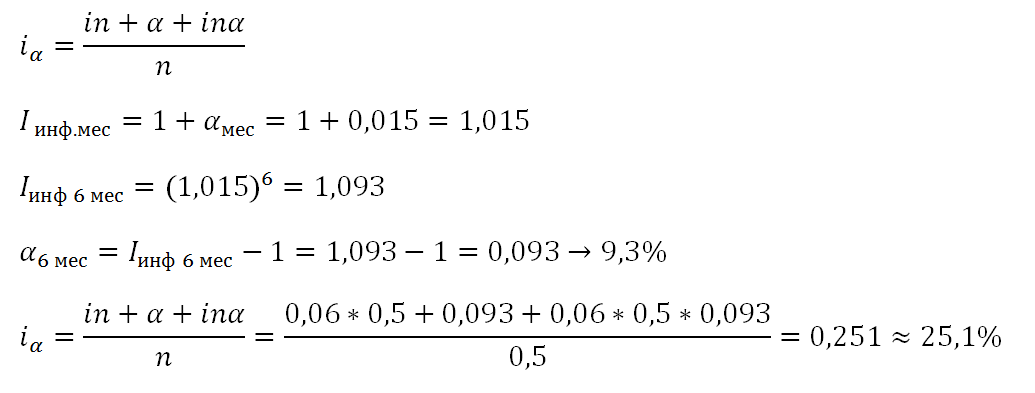 i_α = (in + α + inα) / n
I_инф.мес = 1 + α_мес = 1 + 0,015 = 1,015
I_инф 6 мес = (1,015)^6 = 1,093
α_6 мес = I_инф 6 мес − 1 = 1,093 − 1 = 0,093 → 9,3%
i_α = (in + α + inα) / n = (0,06 * 0,5 + 0,093 + 0,06 * 0,5 * 0,093) / 0,5 = 0,251 ≈ 25,1%